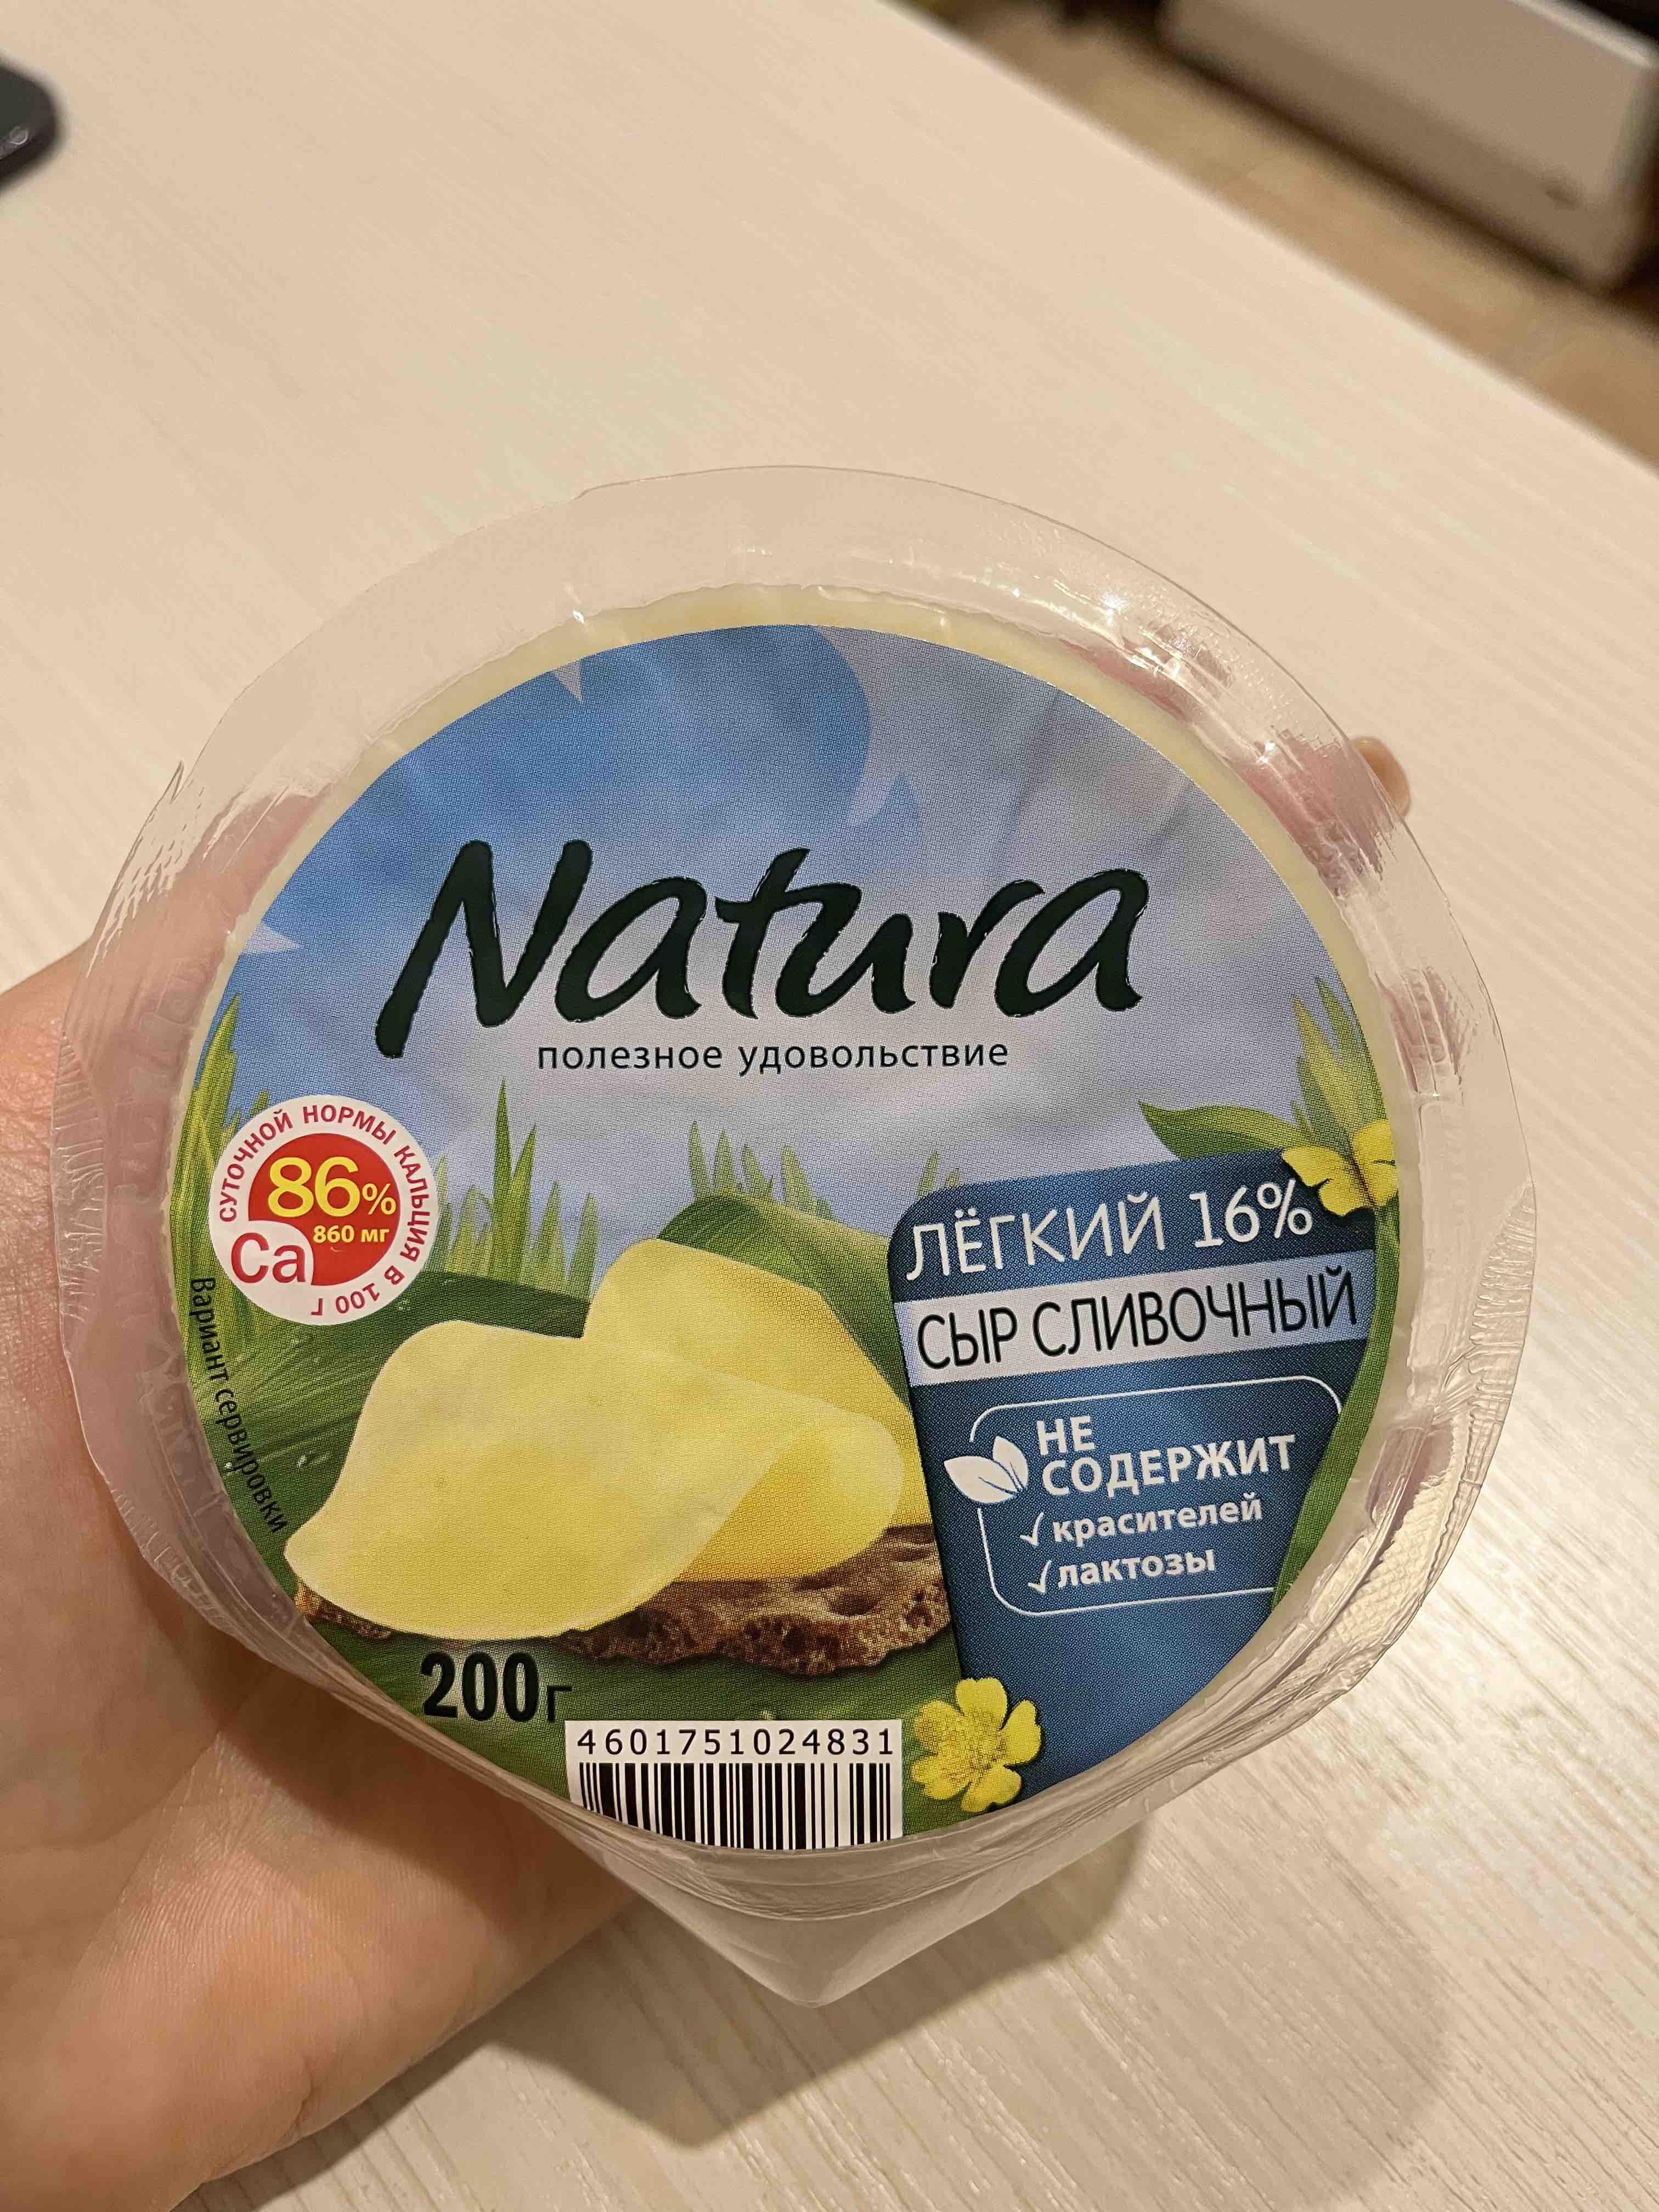 Natura
полезное удовольствие
СУТОЧНОЙ НОРМЫ КАЛЬЦИЯ В 100 Г
86%
860 мг
Ca
Вариант сервировки
ЛЁГКИЙ 16%
СЫР СЛИВОЧНЫЙ
НЕ
СОДЕРЖИТ
√ красителей
√ лактозы
200г
4601751024831